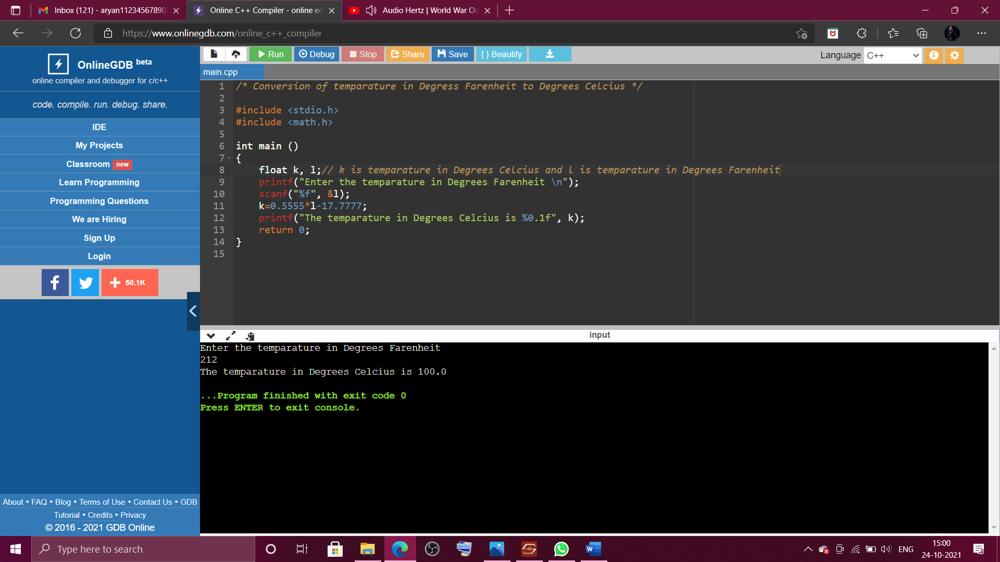 Inbox (121) - aryan11234567890
Online C++ Compiler - online ed
Audio Hertz | World War Ou
https://www.onlinegdb.com/online_c++_compiler
OnlineGDB beta
online compiler and debugger for c/c++
code. compile. run. debug. share.
IDE
My Projects
Classroom new
Learn Programming
Programming Questions
We are Hiring
Sign Up
Login
50.1K
About • FAQ • Blog • Terms of Use • Contact Us • GDB
Tutorial • Credits • Privacy
© 2016 - 2021 GDB Online
Run Debug Stop Share Save { } Beautify
Language C++
main.cpp
1 /* Conversion of temparature in Degress Farenheit to Degrees Celcius */
2
3 #include <stdio.h>
4 #include <math.h>
5
6 int main ()
7 {
8 float k, l;// k is temparature in Degrees Celcius and l is temparature in Degrees Farenheit
9 printf("Enter the temparature in Degrees Farenheit \n");
10 scanf("%f", &l);
11 k=0.5555*l-17.7777;
12 printf("The temparature in Degrees Celcius is %0.1f", k);
13 return 0;
14 }
15
input
Enter the temparature in Degrees Farenheit
212
The temparature in Degrees Celcius is 100.0
...Program finished with exit code 0
Press ENTER to exit console.
Type here to search
ENG
15:00
24-10-2021